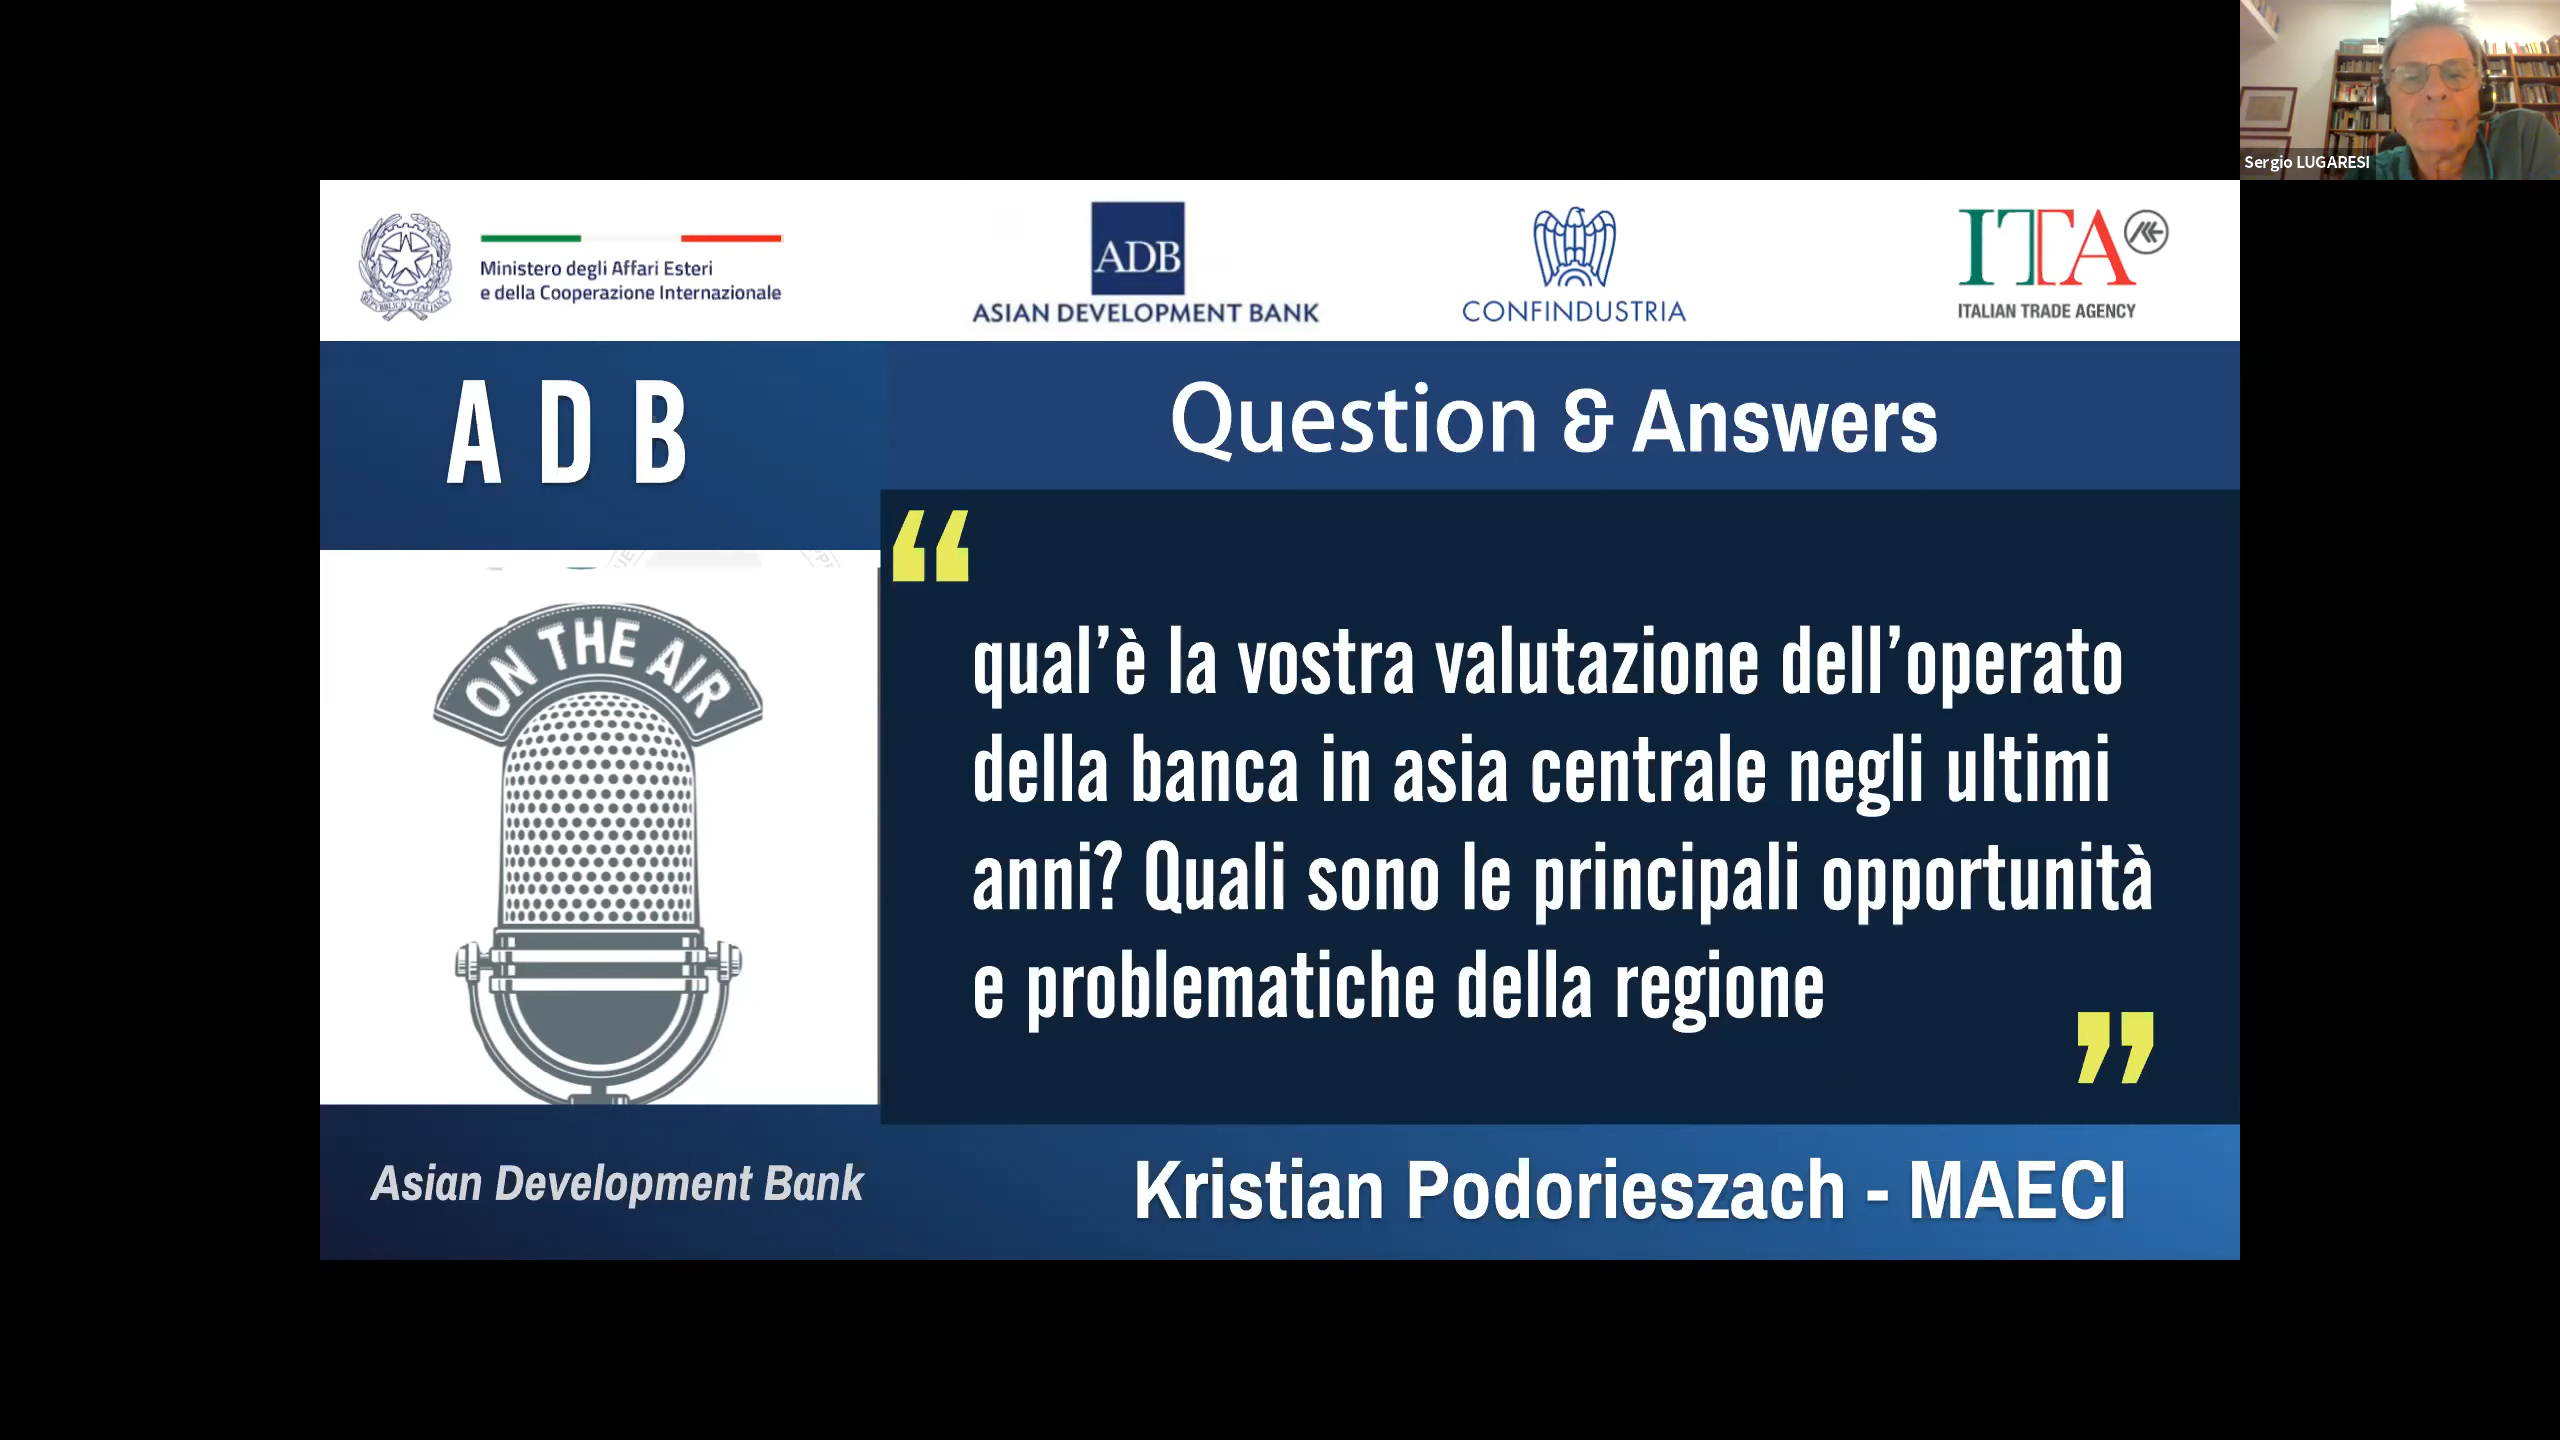 Sergio LUGARESI
Ministero degli Affari Esteri
e della Cooperazione Internazionale
ADB
ASIAN DEVELOPMENT BANK
CONFINDUSTRIA
ITA
ITALIAN TRADE AGENCY
A D B
Question & Answers
ON THE AIR
“
qual’è la vostra valutazione dell’operato
della banca in asia centrale negli ultimi
anni? Quali sono le principali opportunità
e problematiche della regione
”
Asian Development Bank
Kristian Podorieszach - MAECI